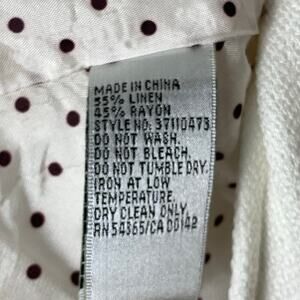 MADE IN CHINA
55% LINEN
45% RAYON
STYLE NO: 37110473
DO NOT WASH.
DO NOT BLEACH.
DO NOT TUMBLE DRY.
IRON AT LOW
TEMPERATURE.
DRY CLEAN ONLY
RN 54365/CA 00142